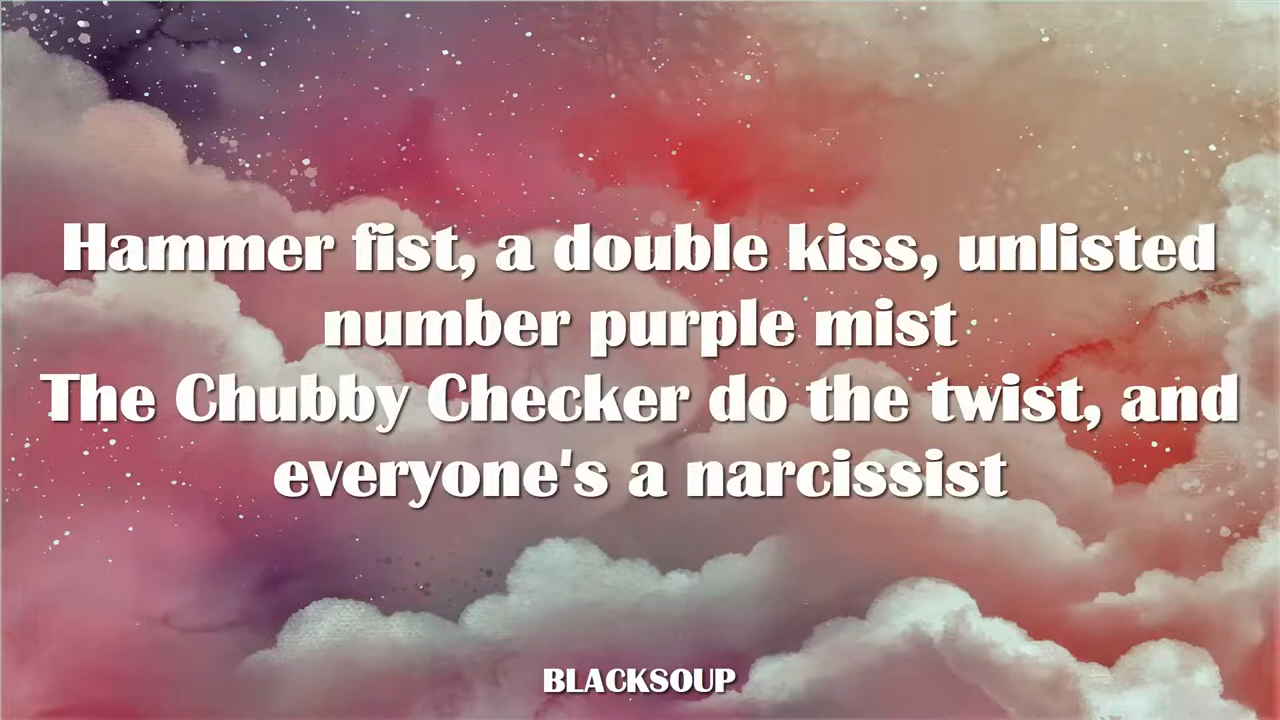 Hammer fist, a double kiss, unlisted
number purple mist
The Chubby Checker do the twist, and
everyone's a narcissist
BLACKSOUP